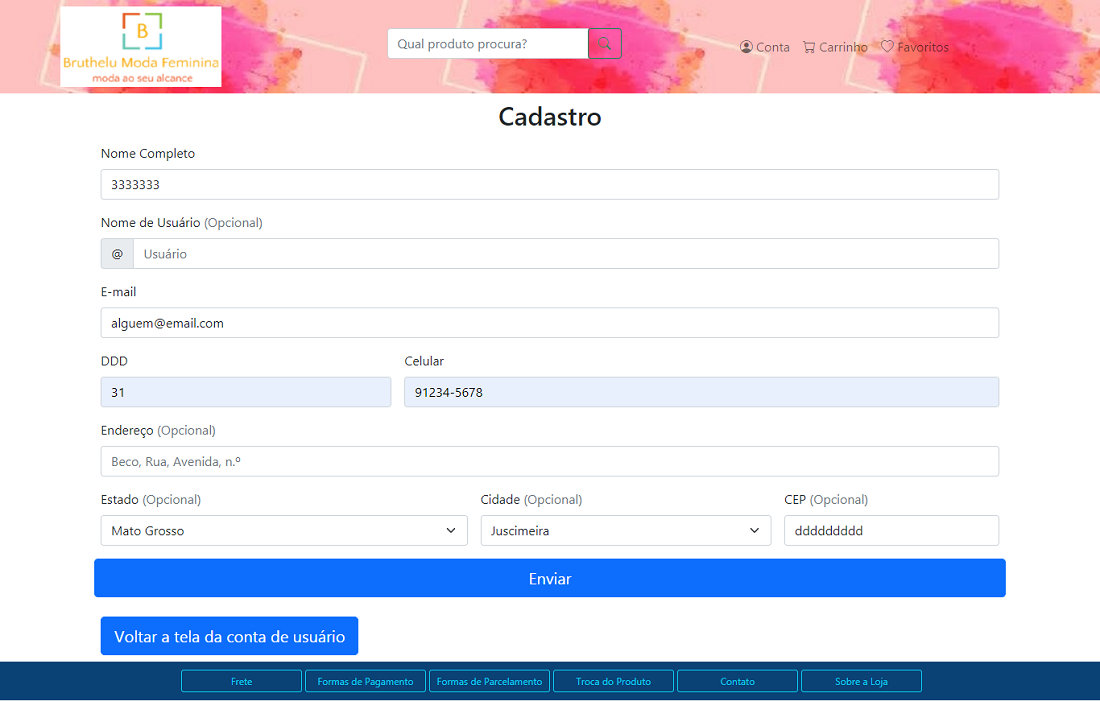 B
Bruthelu Moda Feminina
moda ao seu alcance
Qual produto procura?
Conta Carrinho Favoritos
Cadastro
Nome Completo
3333333
Nome de Usuário (Opcional)
@ Usuário
E-mail
alguem@email.com
DDD Celular
31 91234-5678
Endereço (Opcional)
Beco, Rua, Avenida, n.º
Estado (Opcional) Cidade (Opcional) CEP (Opcional)
Mato Grosso Juscimeira ddddddddd
Enviar
Voltar a tela da conta de usuário
Frete Formas de Pagamento Formas de Parcelamento Troca do Produto Contato Sobre a Loja